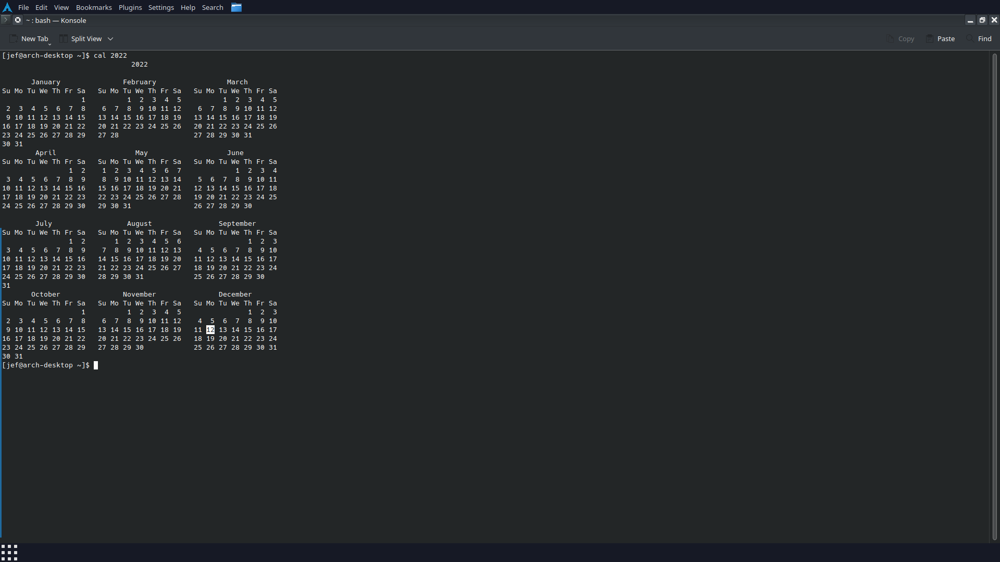 File Edit View Bookmarks Plugins Settings Help Search
~ : bash — Konsole
New Tab Split View Copy Paste Find
[jef@arch-desktop ~]$ cal 2022
                               2022

       January               February                 March
Su Mo Tu We Th Fr Sa   Su Mo Tu We Th Fr Sa   Su Mo Tu We Th Fr Sa
                   1          1  2  3  4  5          1  2  3  4  5
 2  3  4  5  6  7  8    6  7  8  9 10 11 12    6  7  8  9 10 11 12
 9 10 11 12 13 14 15   13 14 15 16 17 18 19   13 14 15 16 17 18 19
16 17 18 19 20 21 22   20 21 22 23 24 25 26   20 21 22 23 24 25 26
23 24 25 26 27 28 29   27 28                  27 28 29 30 31
30 31
        April                   May                   June
Su Mo Tu We Th Fr Sa   Su Mo Tu We Th Fr Sa   Su Mo Tu We Th Fr Sa
                1  2    1  2  3  4  5  6  7             1  2  3  4
 3  4  5  6  7  8  9    8  9 10 11 12 13 14    5  6  7  8  9 10 11
10 11 12 13 14 15 16   15 16 17 18 19 20 21   12 13 14 15 16 17 18
17 18 19 20 21 22 23   22 23 24 25 26 27 28   19 20 21 22 23 24 25
24 25 26 27 28 29 30   29 30 31               26 27 28 29 30

        July                  August                September
Su Mo Tu We Th Fr Sa   Su Mo Tu We Th Fr Sa   Su Mo Tu We Th Fr Sa
                1  2       1  2  3  4  5  6                1  2  3
 3  4  5  6  7  8  9    7  8  9 10 11 12 13    4  5  6  7  8  9 10
10 11 12 13 14 15 16   14 15 16 17 18 19 20   11 12 13 14 15 16 17
17 18 19 20 21 22 23   21 22 23 24 25 26 27   18 19 20 21 22 23 24
24 25 26 27 28 29 30   28 29 30 31            25 26 27 28 29 30
31
       October               November               December
Su Mo Tu We Th Fr Sa   Su Mo Tu We Th Fr Sa   Su Mo Tu We Th Fr Sa
                   1          1  2  3  4  5                1  2  3
 2  3  4  5  6  7  8    6  7  8  9 10 11 12    4  5  6  7  8  9 10
 9 10 11 12 13 14 15   13 14 15 16 17 18 19   11 12 13 14 15 16 17
16 17 18 19 20 21 22   20 21 22 23 24 25 26   18 19 20 21 22 23 24
23 24 25 26 27 28 29   27 28 29 30            25 26 27 28 29 30 31
30 31
[jef@arch-desktop ~]$